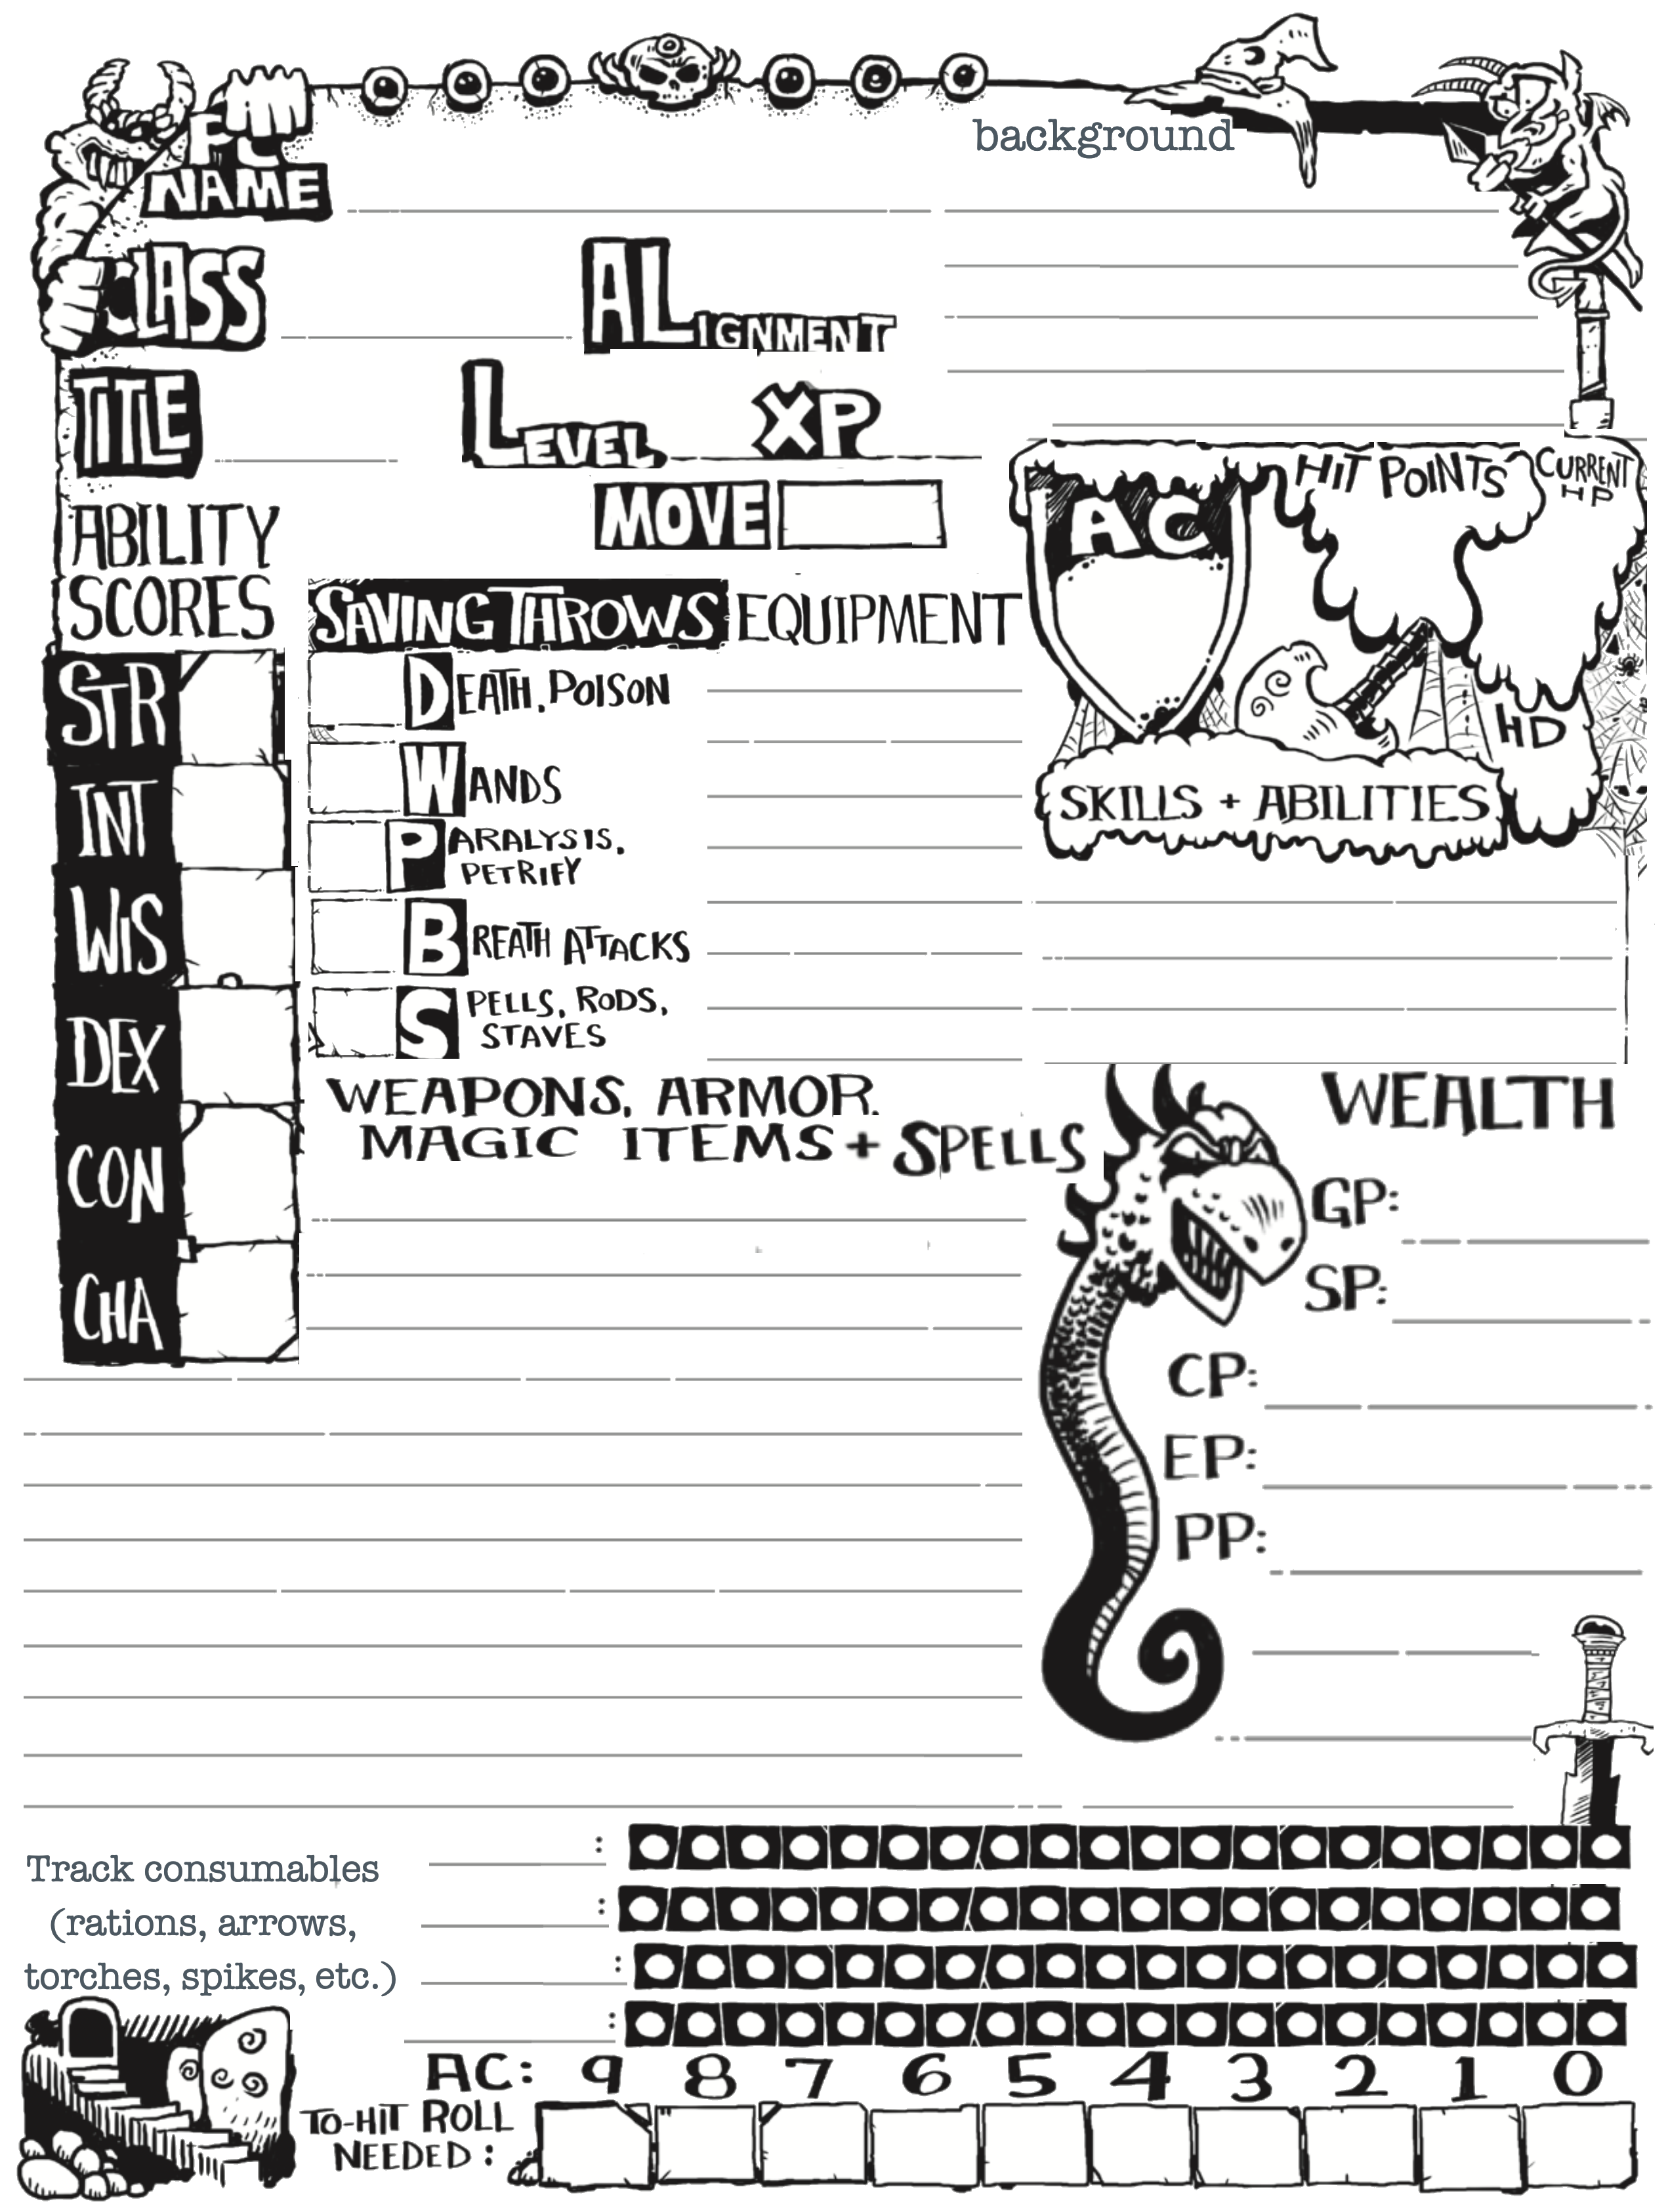 background
PC
NAME
CLASS
ALIGNMENT
TITLE
LEVEL
XP
MOVE
AC
HIT POINTS
CURRENT
HP
HD
SKILLS + ABILITIES
ABILITY
SCORES
STR
INT
WIS
DEX
CON
CHA
SAVING THROWS
DEATH, POISON
WANDS
PARALYSIS,
PETRIFY
BREATH ATTACKS
SPELLS, RODS,
STAVES
EQUIPMENT
WEAPONS, ARMOR,
MAGIC ITEMS + SPELLS
WEALTH
GP:
SP:
CP:
EP:
PP:
Track consumables
(rations, arrows,
torches, spikes, etc.)
:
:
:
:
AC: 9 8 7 6 5 4 3 2 1 0
TO-HIT ROLL
NEEDED: